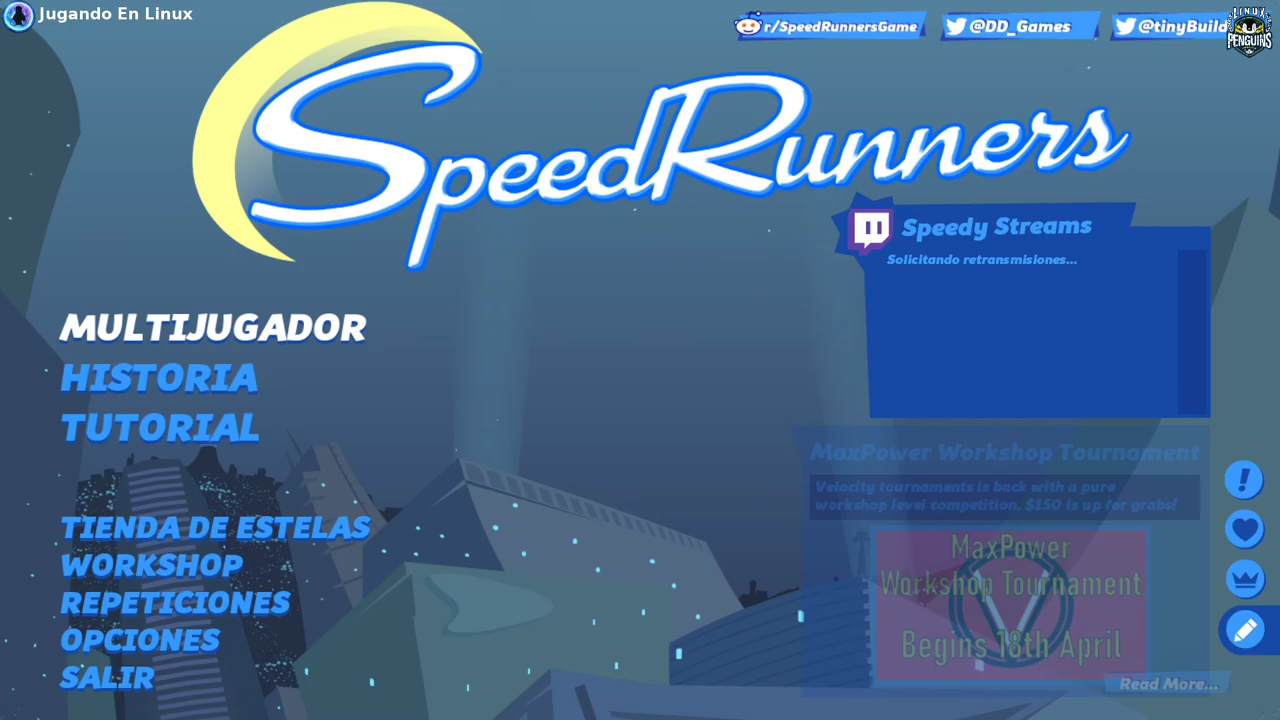 Jugando En Linux
r/SpeedRunnersGame
@DD_Games
@tinyBuild
LINUX
PENGUINS
SpeedRunners
Speedy Streams
Solicitando retransmisiones...
MULTIJUGADOR
HISTORIA
TUTORIAL
TIENDA DE ESTELAS
WORKSHOP
REPETICIONES
OPCIONES
SALIR
MaxPower Workshop Tournament
Velocity tournaments is back with a pure
workshop level competition. $150 is up for grabs!
MaxPower
Workshop Tournament
Begins 18th April
Read More...